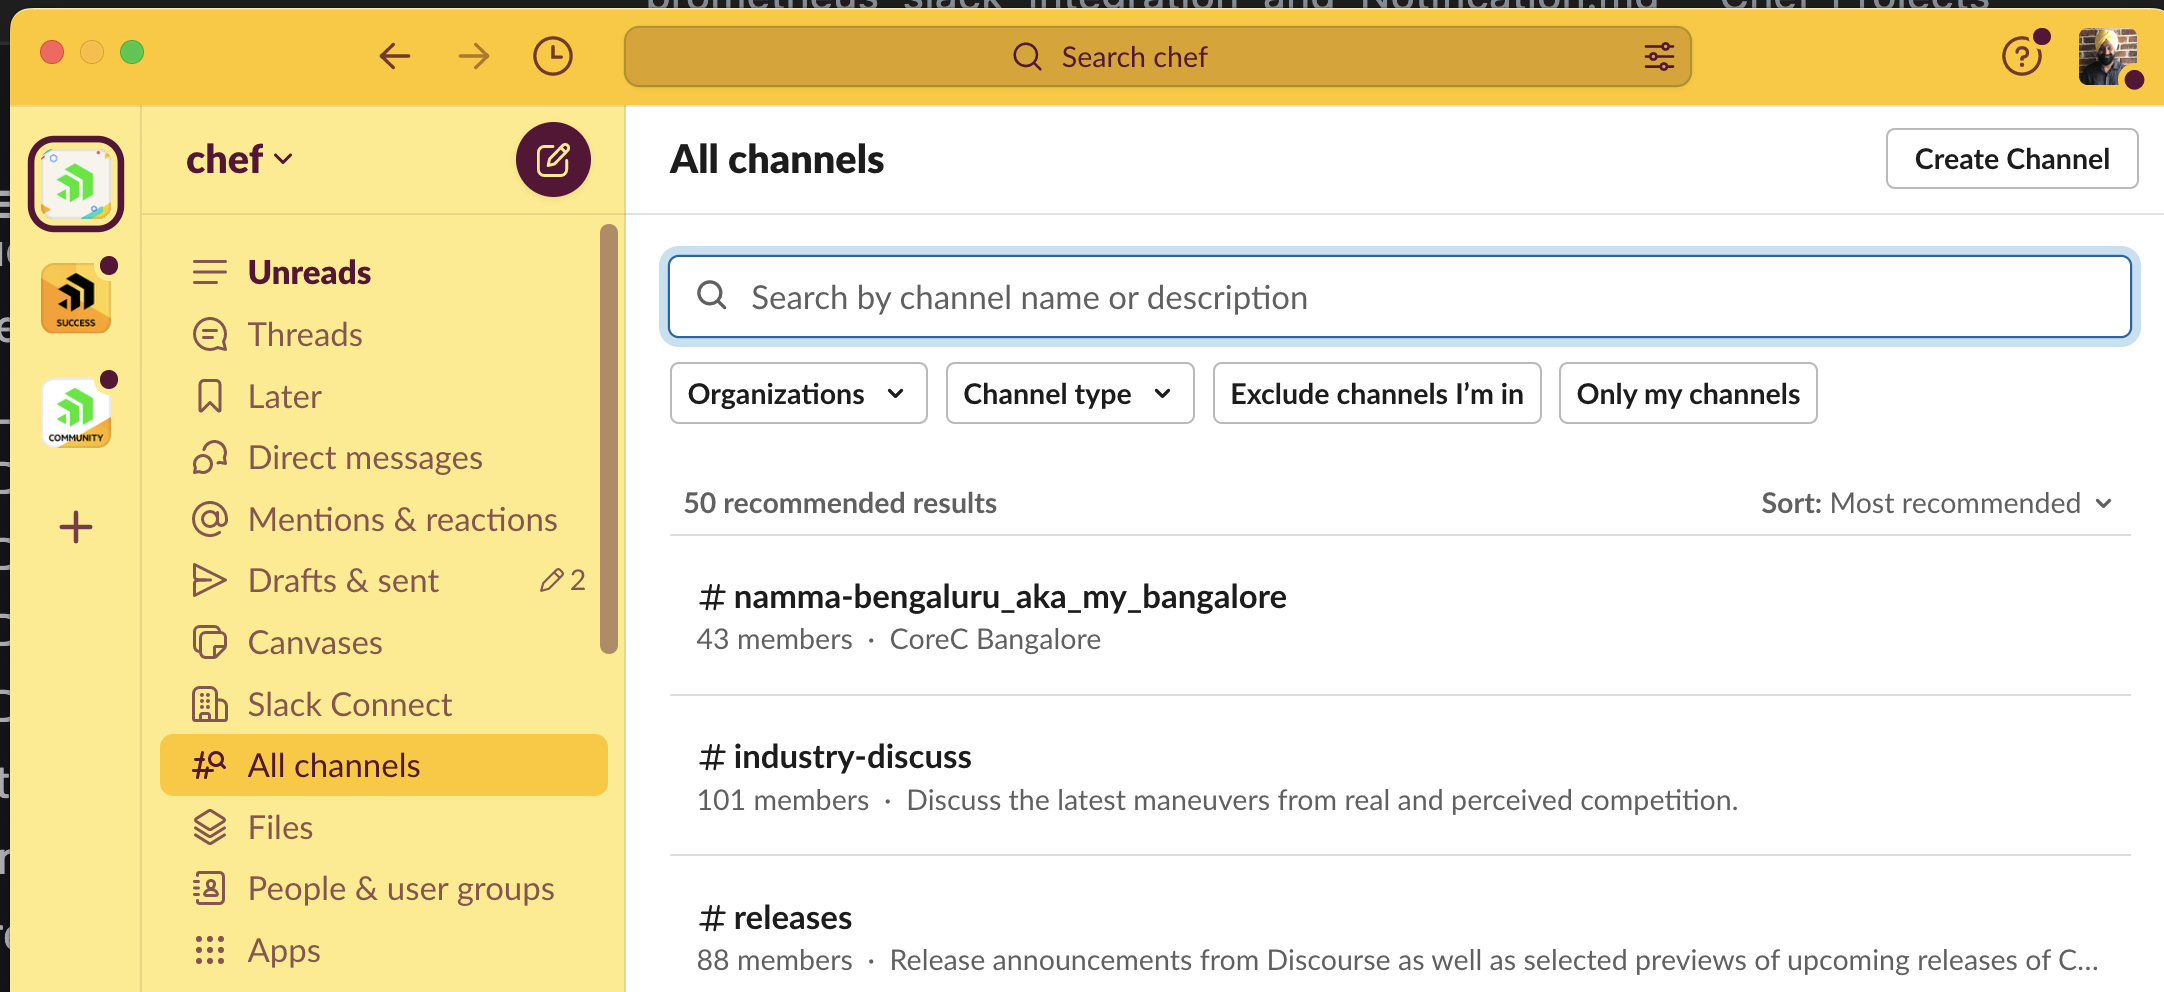 prometheus_slack_integration_and_Notification.md — Chef Projects
Search chef
chef
All channels
Create Channel
SUCCESS
COMMUNITY
Unreads
Threads
Later
Direct messages
Mentions & reactions
Drafts & sent 2
Canvases
Slack Connect
All channels
Files
People & user groups
Apps
Search by channel name or description
Organizations Channel type Exclude channels I’m in Only my channels
50 recommended results Sort: Most recommended
# namma-bengaluru_aka_my_bangalore
43 members · CoreC Bangalore
# industry-discuss
101 members · Discuss the latest maneuvers from real and perceived competition.
# releases
88 members · Release announcements from Discourse as well as selected previews of upcoming releases of C...